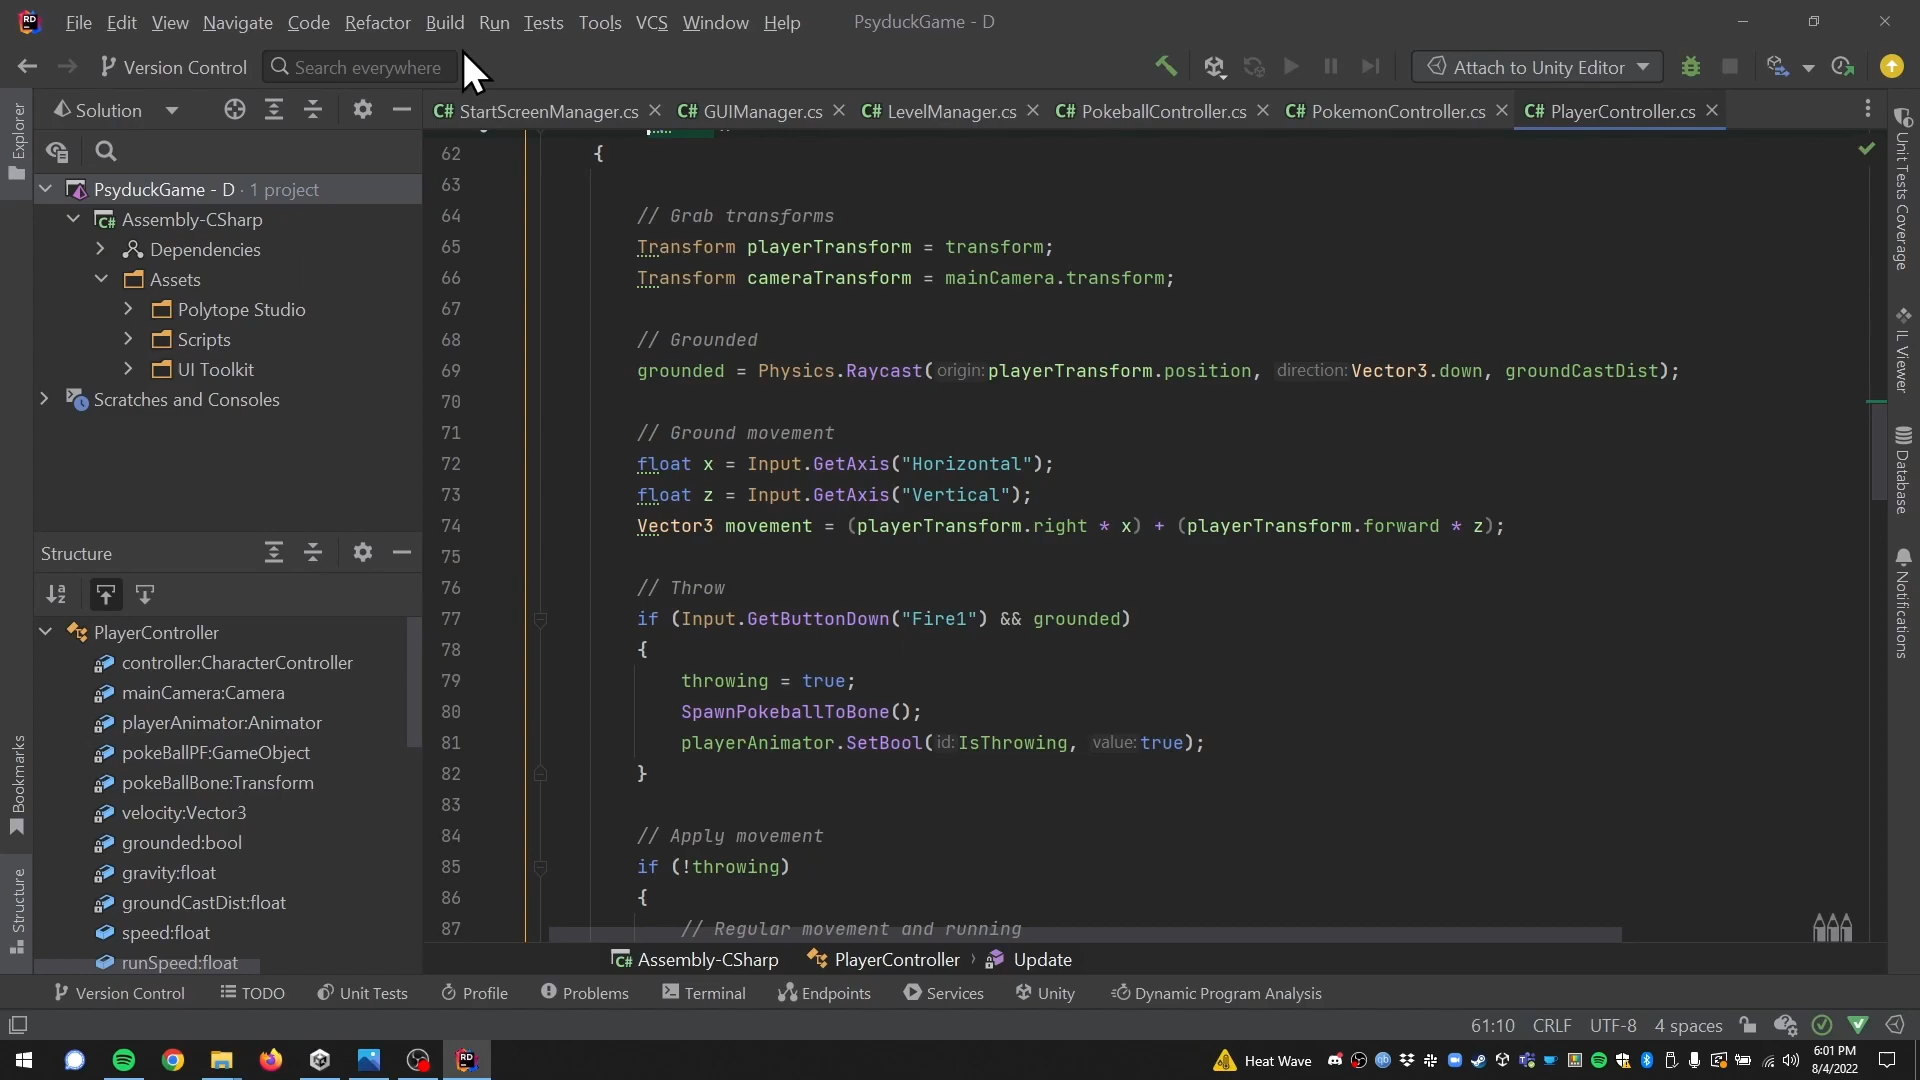 RD File Edit View Navigate Code Refactor Build Run Tests Tools VCS Window Help PsyduckGame - D
Version Control Search everywhere Attach to Unity Editor
Solution
C# StartScreenManager.cs C# GUIManager.cs C# LevelManager.cs C# PokeballController.cs C# PokemonController.cs C# PlayerController.cs
Explorer
PsyduckGame - D · 1 project
C# Assembly-CSharp
Dependencies
Assets
Polytope Studio
Scripts
UI Toolkit
Scratches and Consoles
Structure
PlayerController
controller:CharacterController
mainCamera:Camera
playerAnimator:Animator
pokeBallPF:GameObject
pokeBallBone:Transform
velocity:Vector3
grounded:bool
gravity:float
groundCastDist:float
speed:float
runSpeed:float
Bookmarks
Structure
62 {
63
64 // Grab transforms
65 Transform playerTransform = transform;
66 Transform cameraTransform = mainCamera.transform;
67
68 // Grounded
69 grounded = Physics.Raycast( origin: playerTransform.position, direction: Vector3.down, groundCastDist);
70
71 // Ground movement
72 float x = Input.GetAxis("Horizontal");
73 float z = Input.GetAxis("Vertical");
74 Vector3 movement = (playerTransform.right * x) + (playerTransform.forward * z);
75
76 // Throw
77 if (Input.GetButtonDown("Fire1") && grounded)
78 {
79 throwing = true;
80 SpawnPokeballToBone();
81 playerAnimator.SetBool( id: IsThrowing, value: true);
82 }
83
84 // Apply movement
85 if (!throwing)
86 {
87 // Regular movement and running
Unit Tests Coverage
IL Viewer
Database
Notifications
C# Assembly-CSharp PlayerController › Update
Version Control TODO Unit Tests Profile Problems Terminal Endpoints Services Unity Dynamic Program Analysis
61:10 CRLF UTF-8 4 spaces
RD Heat Wave 6:01 PM
8/4/2022